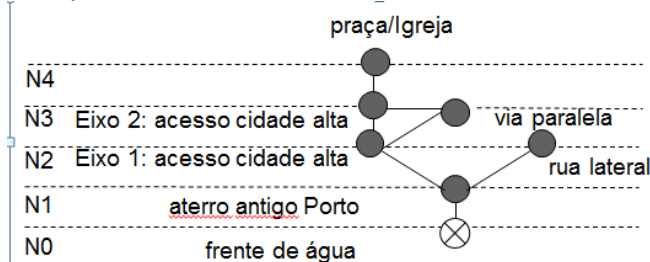 praça/Igreja
N4
N3 Eixo 2: acesso cidade alta via paralela
N2 Eixo 1: acesso cidade alta rua lateral
N1 aterro antigo Porto
N0 frente de água